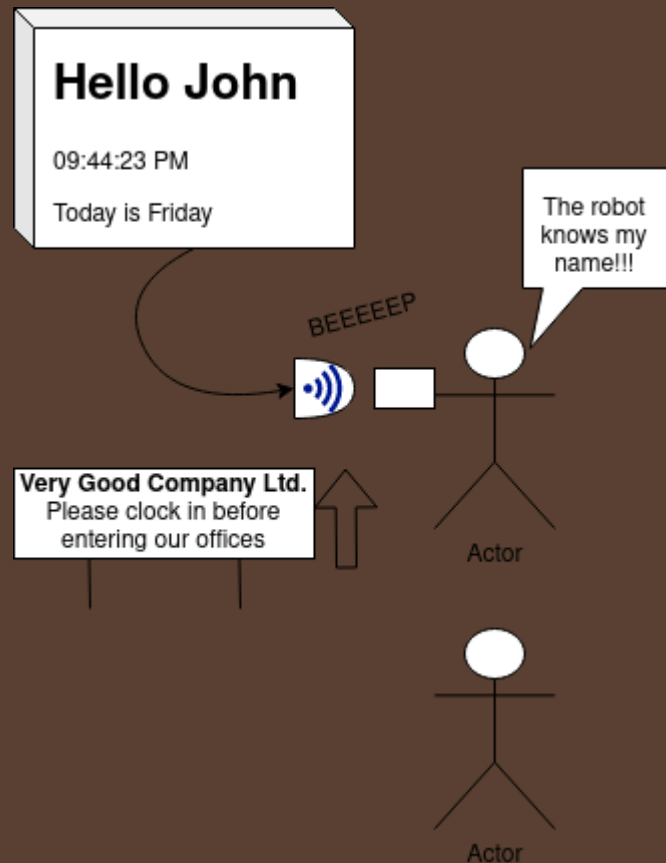 Hello John
09:44:23 PM
Today is Friday
The robot
knows my
name!!!
BEEEEEP
Very Good Company Ltd.
Please clock in before
entering our offices
Actor
Actor